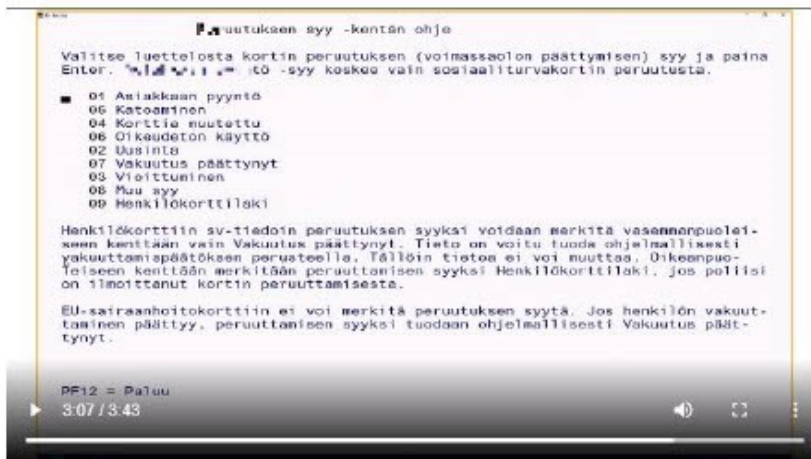 -kentän ohje
Valitse luettelosta kortin peruutuksen (voimassaolon päättymisen) syy ja paina
Enter. -syy koskee vain sosiaaliturvakortin peruutusta.
01 Asiakkaan pyyntö
05 Katoaminen
04 Korttia muutettu
06 Oikeudeton käyttö
02 Uusinta
07 Vakuutus päättynyt
03 Vioittuminen
08 Muu syy
09 Henkilökorttilaki
Henkilökorttiin sv-tiedoin peruutuksen syyksi voidaan merkitä vasemmanpuolei-
seen kenttään vain Vakuutus päättynyt. Tieto on voitu tuoda ohjelmallisesti
vakuuttamispäätöksen perusteella. Tällöin tietoa ei voi muuttaa. Oikeanpuo-
leiseen kenttään merkitään peruuttamisen syyksi Henkilökorttilaki, jos poliisi
on ilmoittanut kortin peruuttamisesta.
EU-sairaanhoitokorttiin ei voi merkitä peruutuksen syytä. Jos henkilön vakuut-
taminen päättyy, peruuttamisen syyksi tuodaan ohjelmallisesti Vakuutus päät-
tynyt.
PF12 = Paluu
3:07 / 3:43